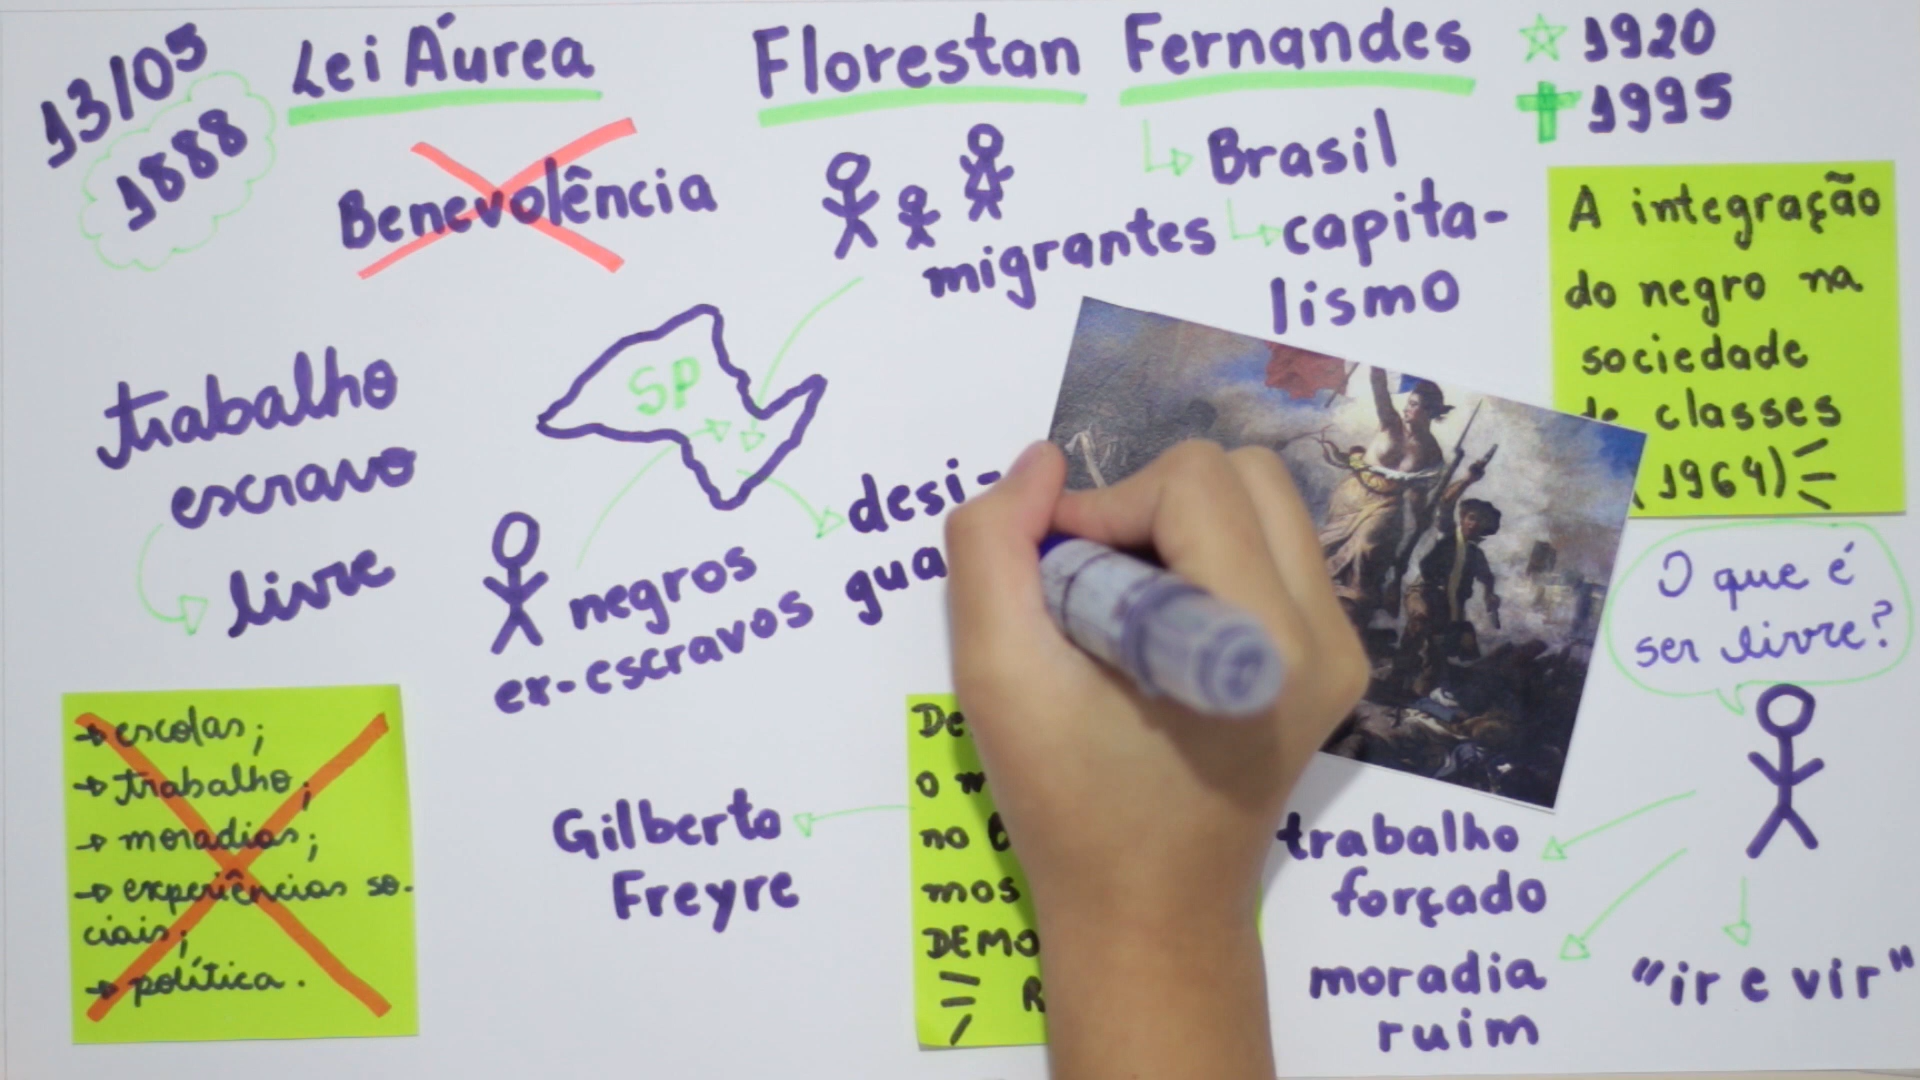 13/05
1888
Lei Áurea
Benevolência
Florestan Fernandes
1920
1995
Brasil
capita-
lismo
migrantes
A integração
do negro na
sociedade
de classes
1964)
SP
trabalho
escravo
livre
negros
ex-escravos
desi-
gua
O que é
ser livre?
escolas;
trabalho;
moradias;
experiências so-
ciais;
política.
Gilberto
Freyre
no
mos
trabalho
forçado
moradia
ruim
"ir e vir"